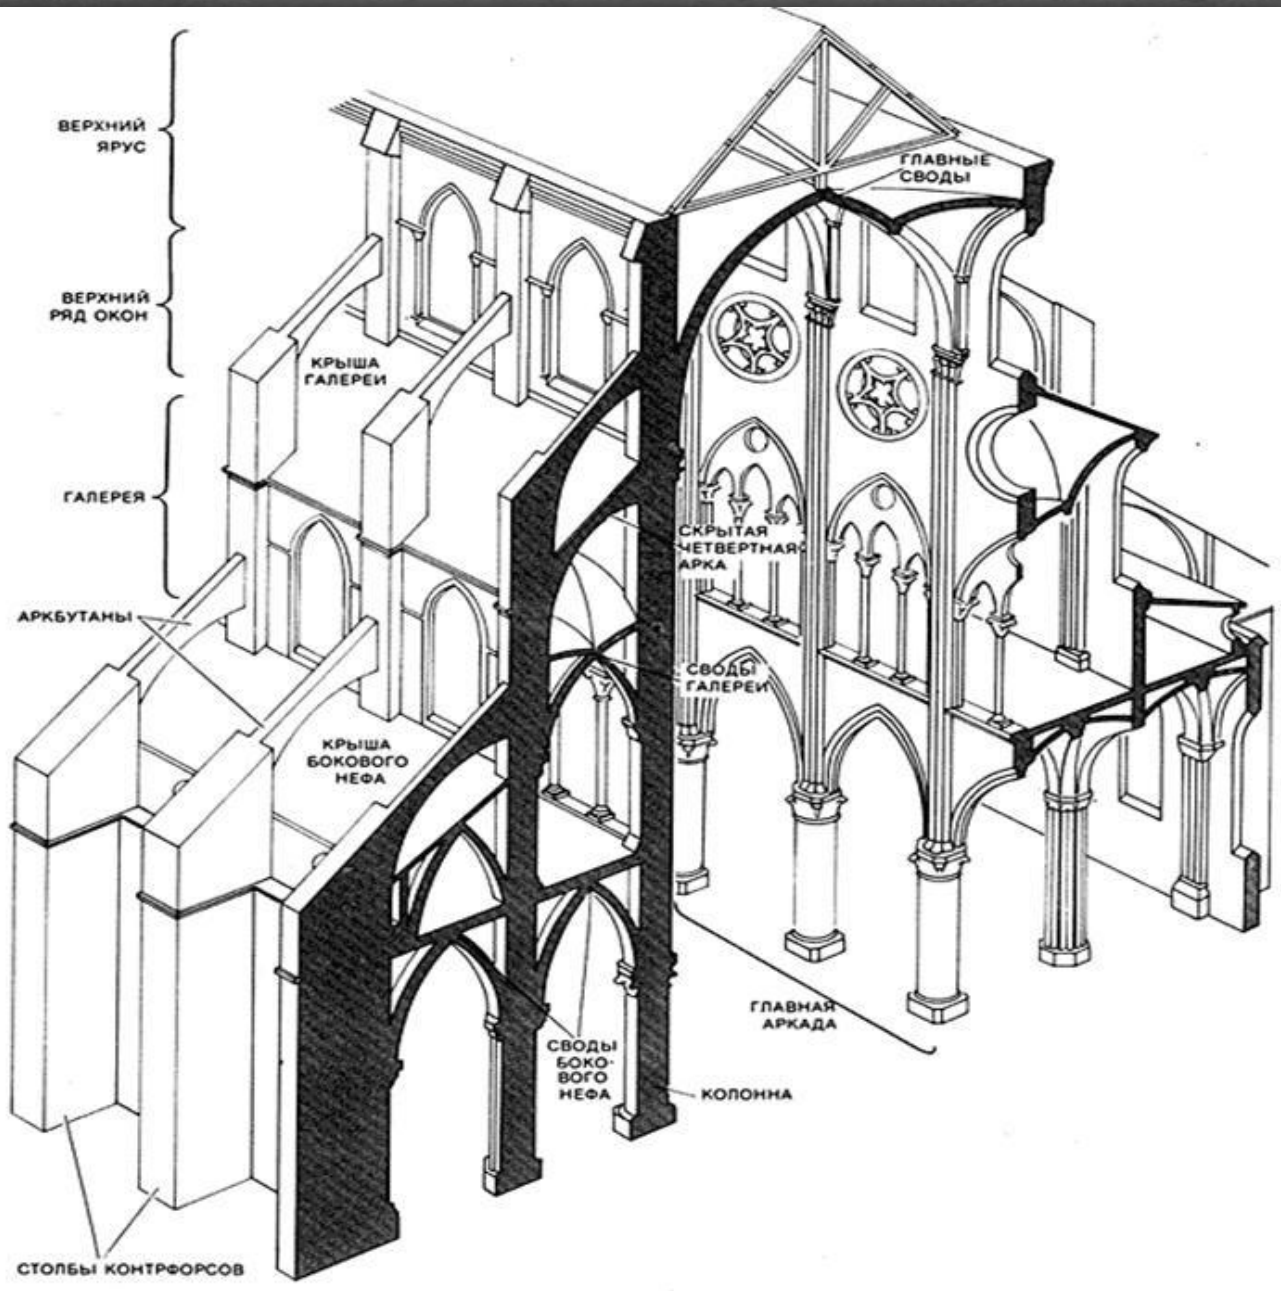 ВЕРХНИЙ
ЯРУС
ГЛАВНЫЕ
СВОДЫ
ВЕРХНИЙ
РЯД ОКОН
КРЫША
ГАЛЕРЕИ
ГАЛЕРЕЯ
СКРЫТАЯ
ЧЕТВЕРТНАЯ
АРКА
АРКБУТАНЫ
СВОДЫ
ГАЛЕРЕИ
КРЫША
БОКОВОГО
НЕФА
ГЛАВНАЯ
АРКАДА
СВОДЫ
БОКО-
ВОГО
НЕФА
КОЛОННА
СТОЛБЫ КОНТРФОРСОВ